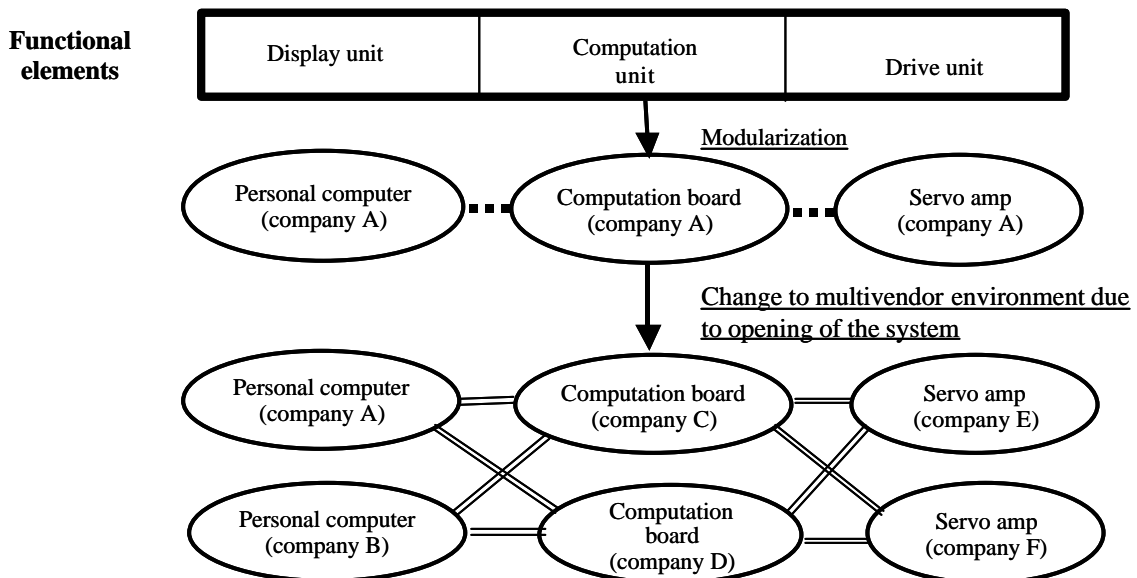 Functional
elements
Display unit
Computation
unit
Drive unit
Modularization
Personal computer
(company A)
Computation board
(company A)
Servo amp
(company A)
Change to multivendor environment due
to opening of the system
Personal computer
(company A)
Computation board
(company C)
Servo amp
(company E)
Personal computer
(company B)
Computation
board
(company D)
Servo amp
(company F)